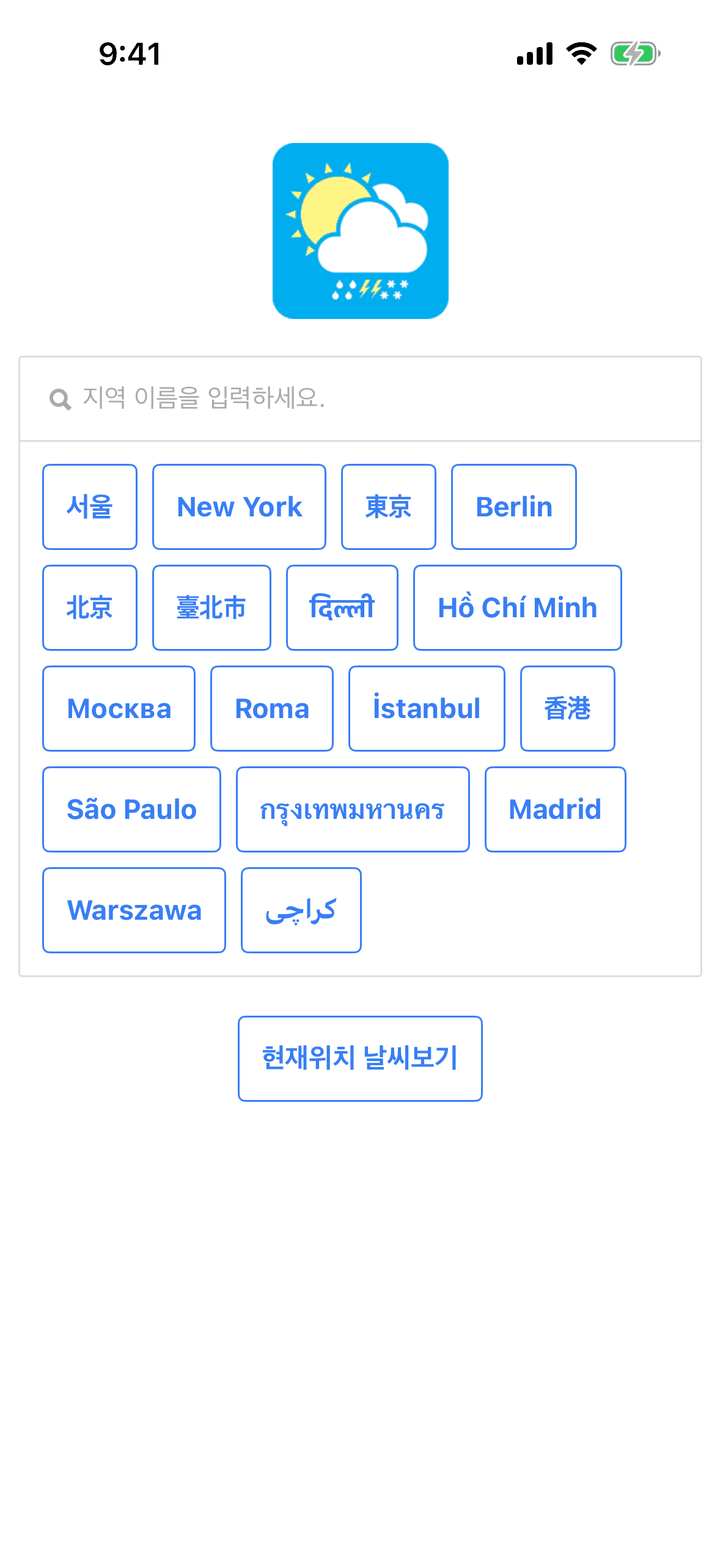 9:41
지역 이름을 입력하세요.
서울 New York 東京 Berlin
北京 臺北市 दिल्ली Hồ Chí Minh
Москва Roma İstanbul 香港
São Paulo กรุงเทพมหานคร Madrid
Warszawa کراچی
현재위치 날씨보기